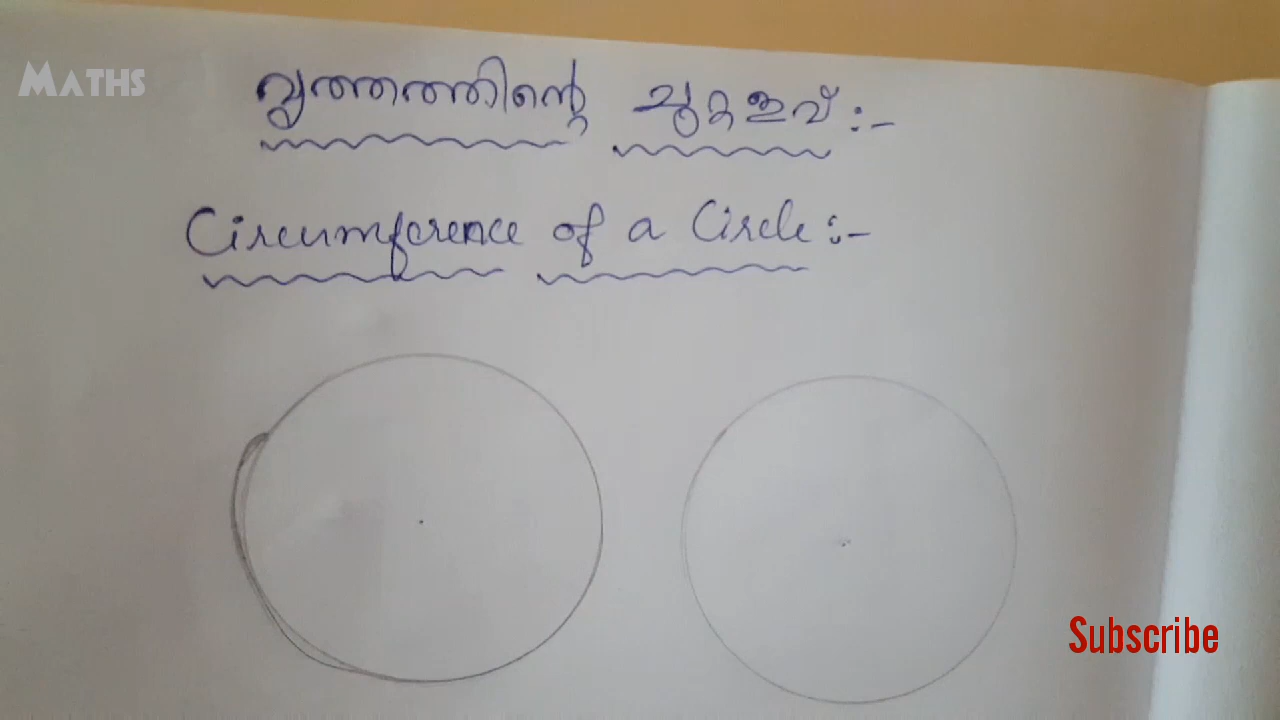 MATHS
വൃത്തത്തിന്റെ ചുറ്റളവ് :-
Circumference of a Circle :-
Subscribe